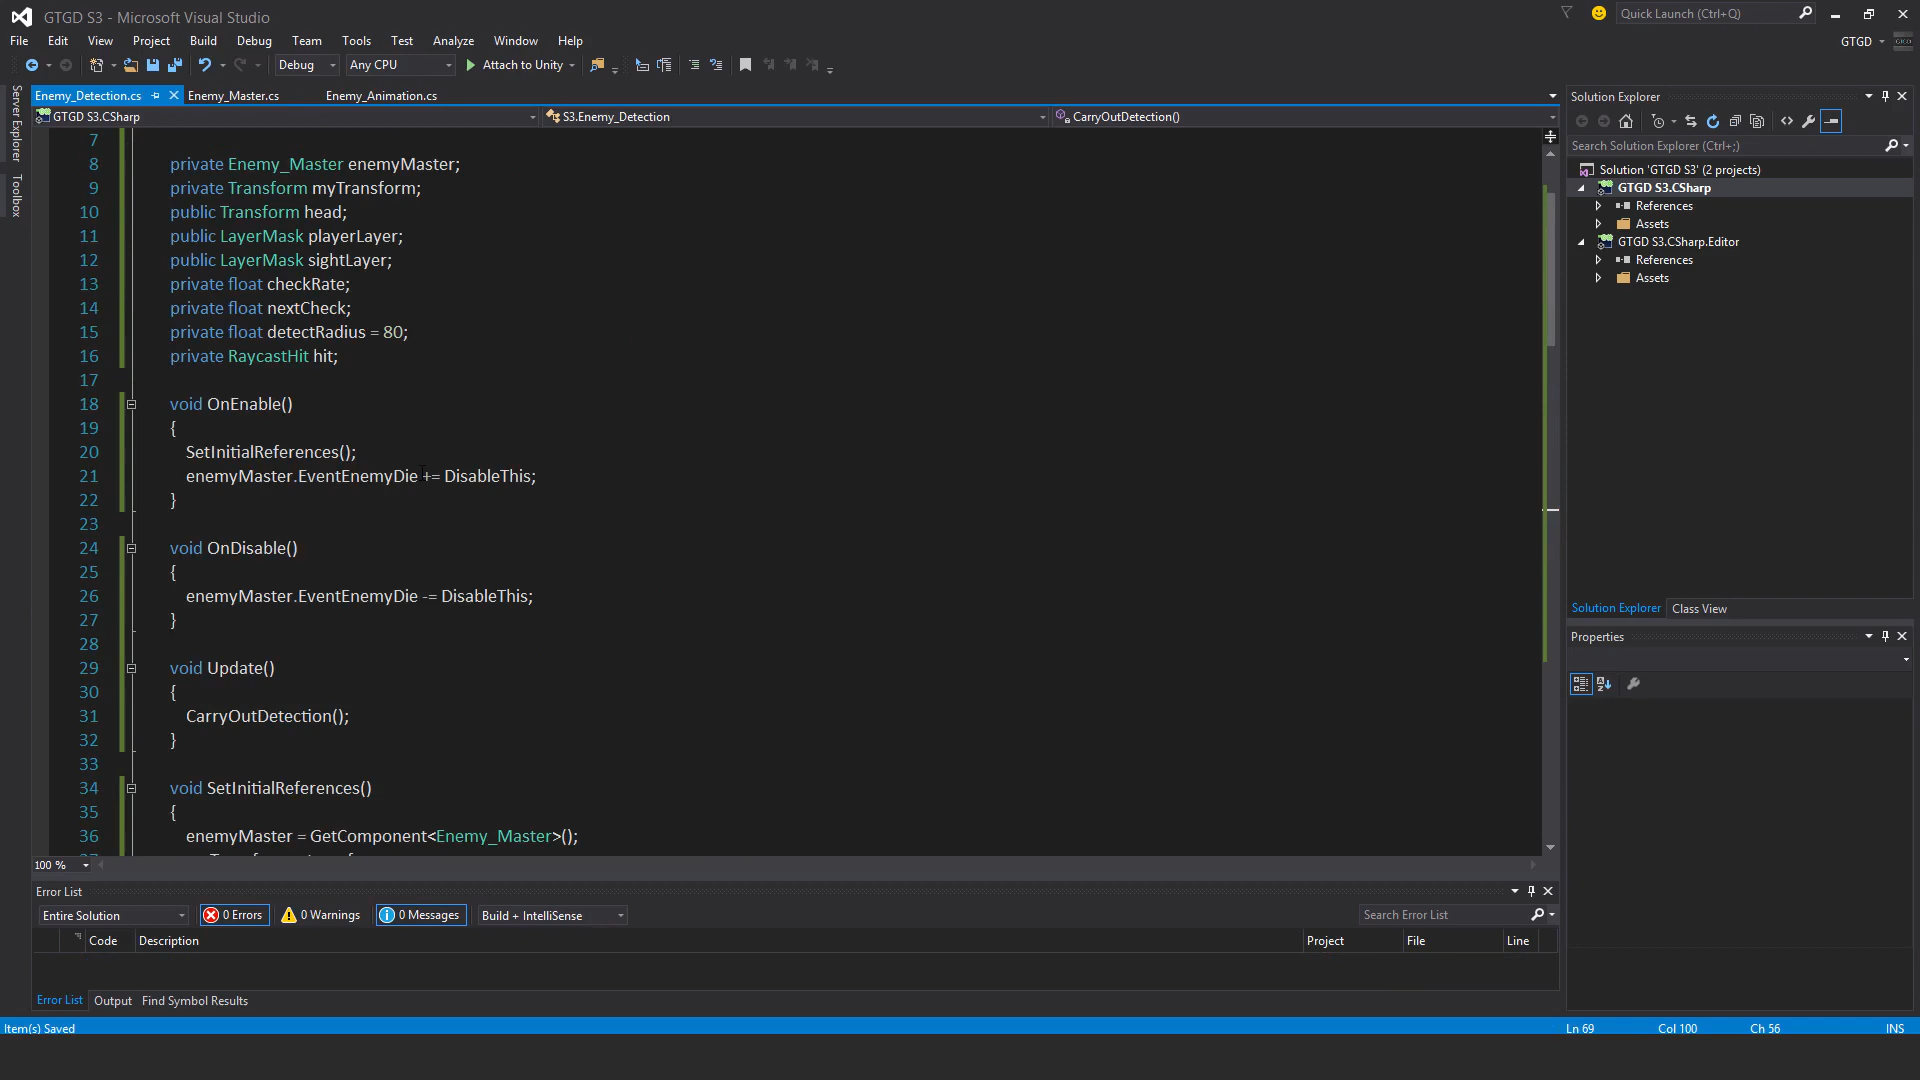 GTGD S3 - Microsoft Visual Studio
Quick Launch (Ctrl+Q)
File Edit View Project Build Debug Team Tools Test Analyze Window Help
GTGD
Debug Any CPU Attach to Unity
Server Explorer
Toolbox
Enemy_Detection.cs Enemy_Master.cs Enemy_Animation.cs
GTGD S3.CSharp S3.Enemy_Detection CarryOutDetection()
7
8 private Enemy_Master enemyMaster;
9 private Transform myTransform;
10 public Transform head;
11 public LayerMask playerLayer;
12 public LayerMask sightLayer;
13 private float checkRate;
14 private float nextCheck;
15 private float detectRadius = 80;
16 private RaycastHit hit;
17
18 void OnEnable()
19 {
20 SetInitialReferences();
21 enemyMaster.EventEnemyDie += DisableThis;
22 }
23
24 void OnDisable()
25 {
26 enemyMaster.EventEnemyDie -= DisableThis;
27 }
28
29 void Update()
30 {
31 CarryOutDetection();
32 }
33
34 void SetInitialReferences()
35 {
36 enemyMaster = GetComponent<Enemy_Master>();
100 %
Error List
Entire Solution 0 Errors 0 Warnings 0 Messages Build + IntelliSense Search Error List
Code Description Project File Line
Error List Output Find Symbol Results
Item(s) Saved Ln 69 Col 100 Ch 56 INS
Solution Explorer
Search Solution Explorer (Ctrl+;)
Solution 'GTGD S3' (2 projects)
GTGD S3.CSharp
References
Assets
GTGD S3.CSharp.Editor
References
Assets
Solution Explorer Class View
Properties